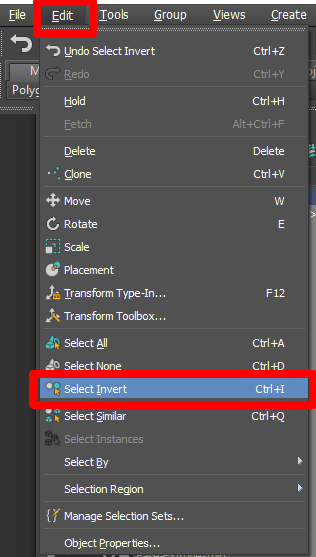 File Edit Tools Group Views Create
Undo Select Invert Ctrl+Z
Redo Ctrl+Y
Hold Ctrl+H
Fetch Alt+Ctrl+F
Polyg
Delete Delete
Clone Ctrl+V
Move W
Rotate E
Scale
Placement
Transform Type-In... F12
Transform Toolbox...
Select All Ctrl+A
Select None Ctrl+D
Select Invert Ctrl+I
Select Similar Ctrl+Q
Select Instances
Select By
Selection Region
Manage Selection Sets...
Object Properties...